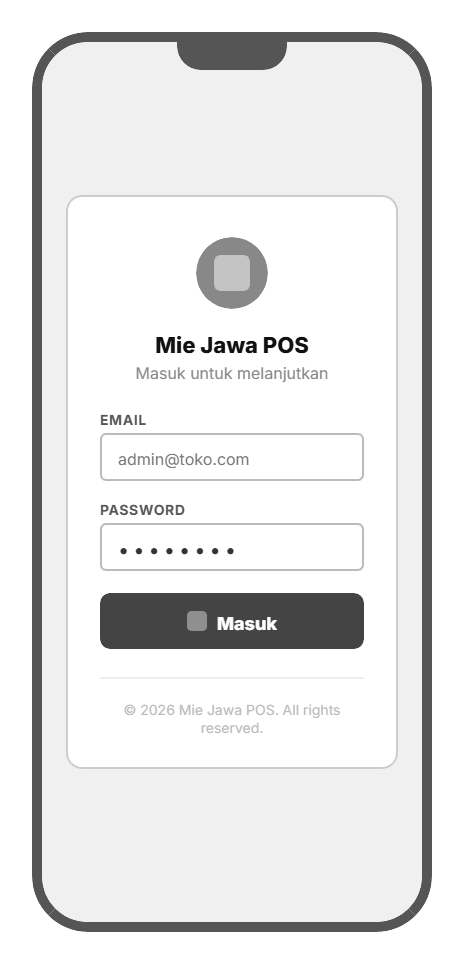 Mie Jawa POS
Masuk untuk melanjutkan
EMAIL
admin@toko.com
PASSWORD
••••••••
Masuk
© 2026 Mie Jawa POS. All rights
reserved.